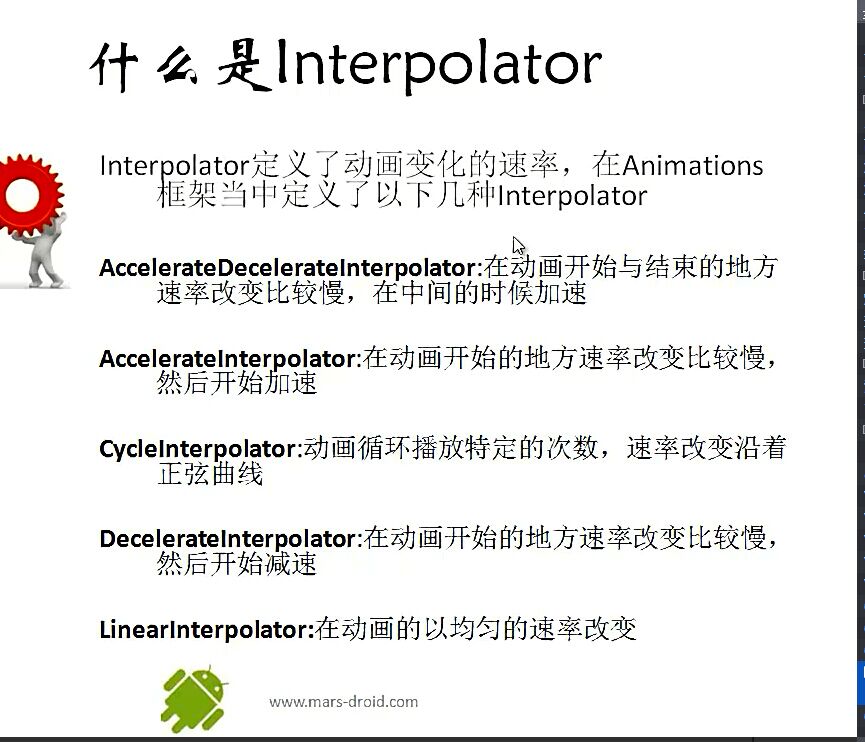 什么是Interpolator
Interpolator定义了动画变化的速率，在Animations
框架当中定义了以下几种Interpolator
AccelerateDecelerateInterpolator:在动画开始与结束的地方
速率改变比较慢，在中间的时候加速
AccelerateInterpolator:在动画开始的地方速率改变比较慢，
然后开始加速
CycleInterpolator:动画循环播放特定的次数，速率改变沿着
正弦曲线
DecelerateInterpolator:在动画开始的地方速率改变比较慢，
然后开始减速
LinearInterpolator:在动画的以均匀的速率改变
www.mars-droid.com